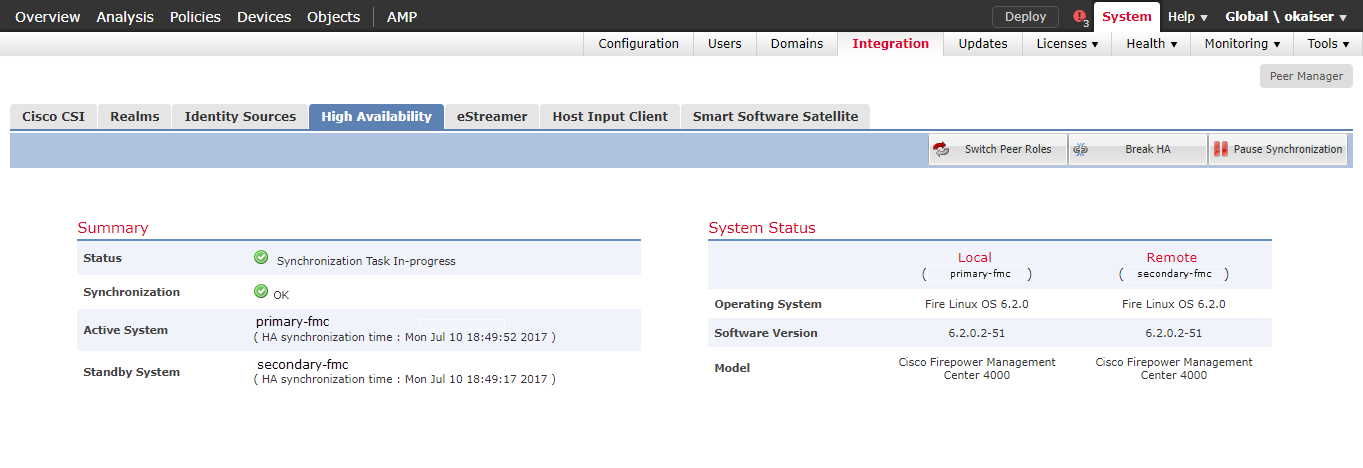 Overview Analysis Policies Devices Objects AMP Deploy 3 System Help ▾ Global \ okaiser ▾
Configuration Users Domains Integration Updates Licenses ▾ Health ▾ Monitoring ▾ Tools ▾
Peer Manager
Cisco CSI Realms Identity Sources High Availability eStreamer Host Input Client Smart Software Satellite
Switch Peer Roles Break HA Pause Synchronization
Summary
Status Synchronization Task In-progress
Synchronization OK
Active System primary-fmc
( HA synchronization time : Mon Jul 10 18:49:52 2017 )
Standby System secondary-fmc
( HA synchronization time : Mon Jul 10 18:49:17 2017 )
System Status
Local Remote
( primary-fmc ) ( secondary-fmc )
Operating System Fire Linux OS 6.2.0 Fire Linux OS 6.2.0
Software Version 6.2.0.2-51 6.2.0.2-51
Model Cisco Firepower Management Center 4000 Cisco Firepower Management Center 4000